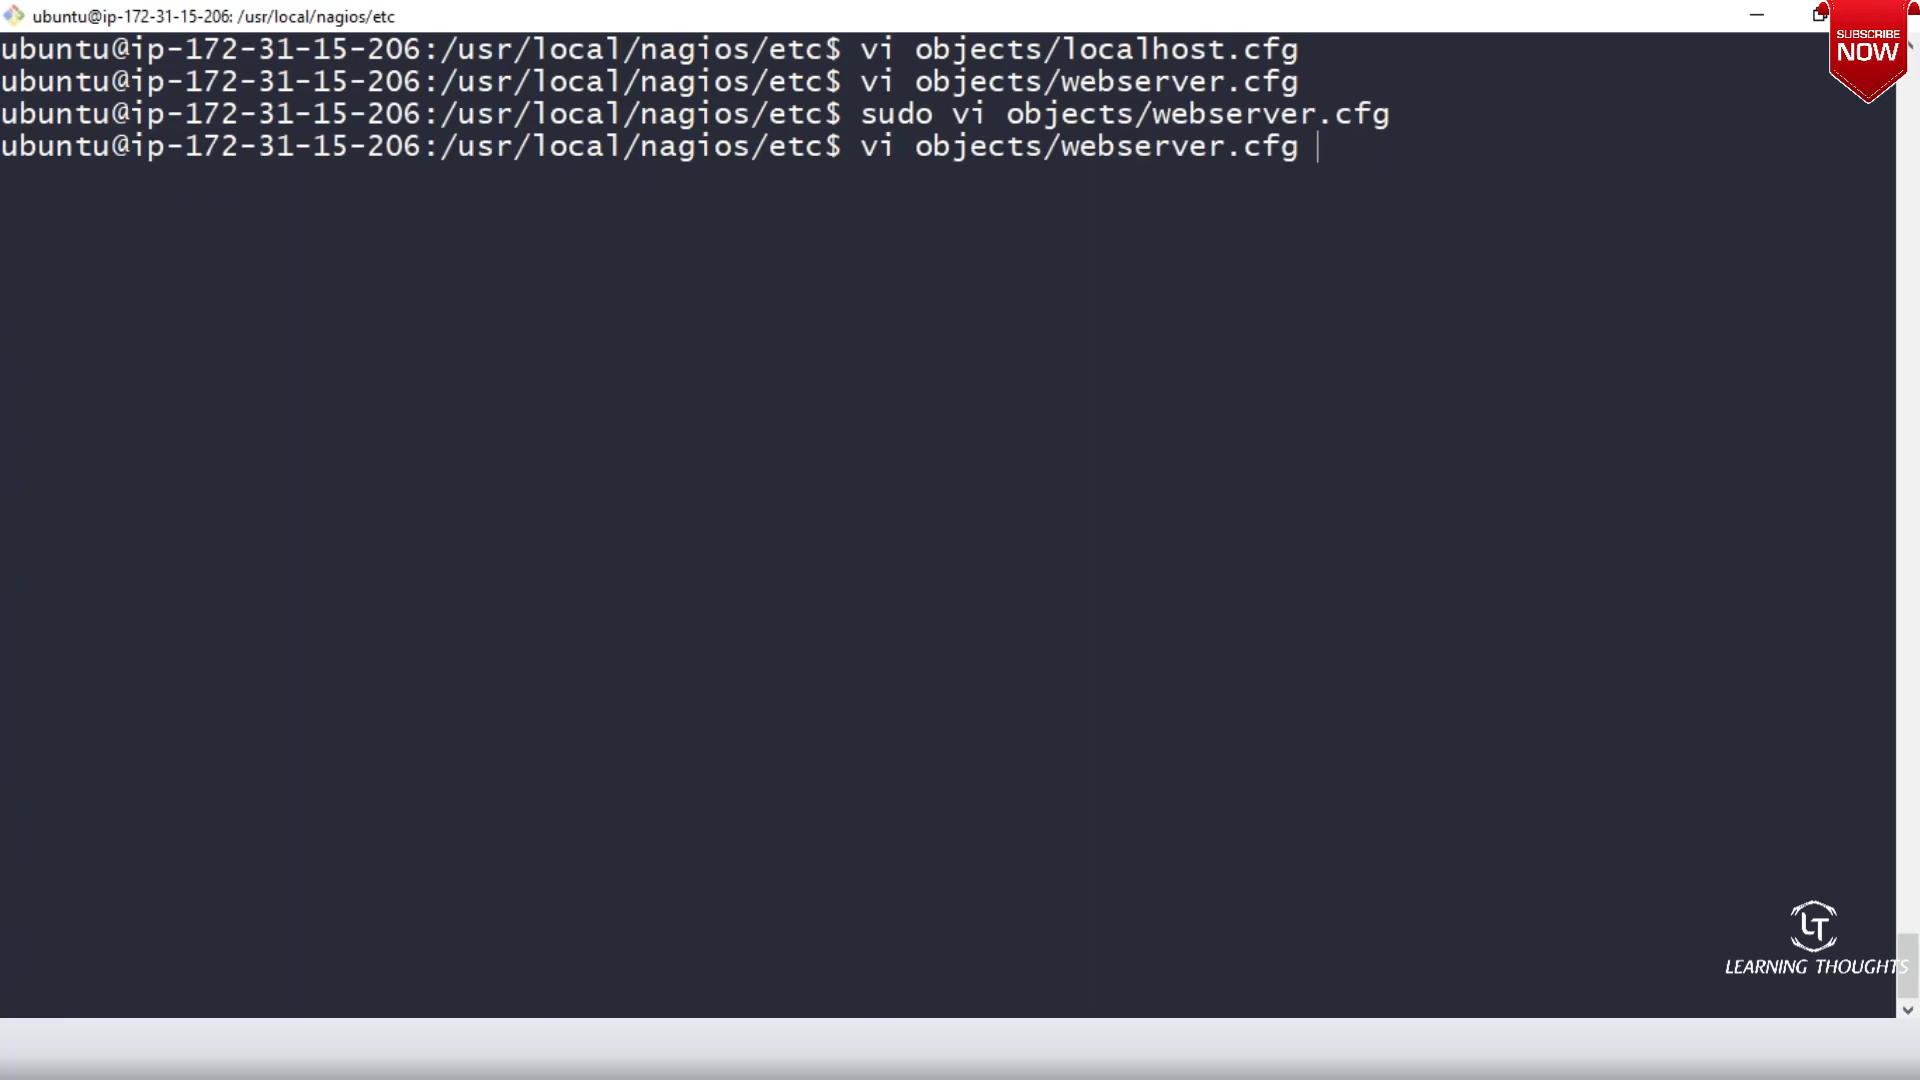 ubuntu@ip-172-31-15-206: /usr/local/nagios/etc
SUBSCRIBE
NOW
ubuntu@ip-172-31-15-206:/usr/local/nagios/etc$ vi objects/localhost.cfg
ubuntu@ip-172-31-15-206:/usr/local/nagios/etc$ vi objects/webserver.cfg
ubuntu@ip-172-31-15-206:/usr/local/nagios/etc$ sudo vi objects/webserver.cfg
ubuntu@ip-172-31-15-206:/usr/local/nagios/etc$ vi objects/webserver.cfg
LT
LEARNING THOUGHTS